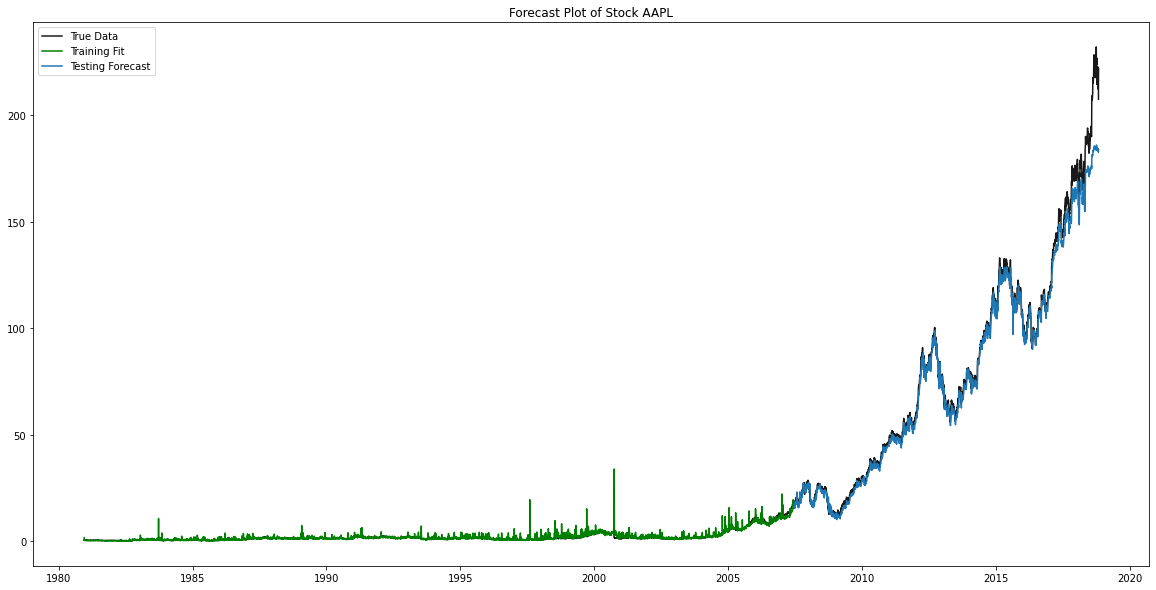 Forecast Plot of Stock AAPL
True Data
Training Fit
Testing Forecast
200
150
100
50
0
1980 1985 1990 1995 2000 2005 2010 2015 2020